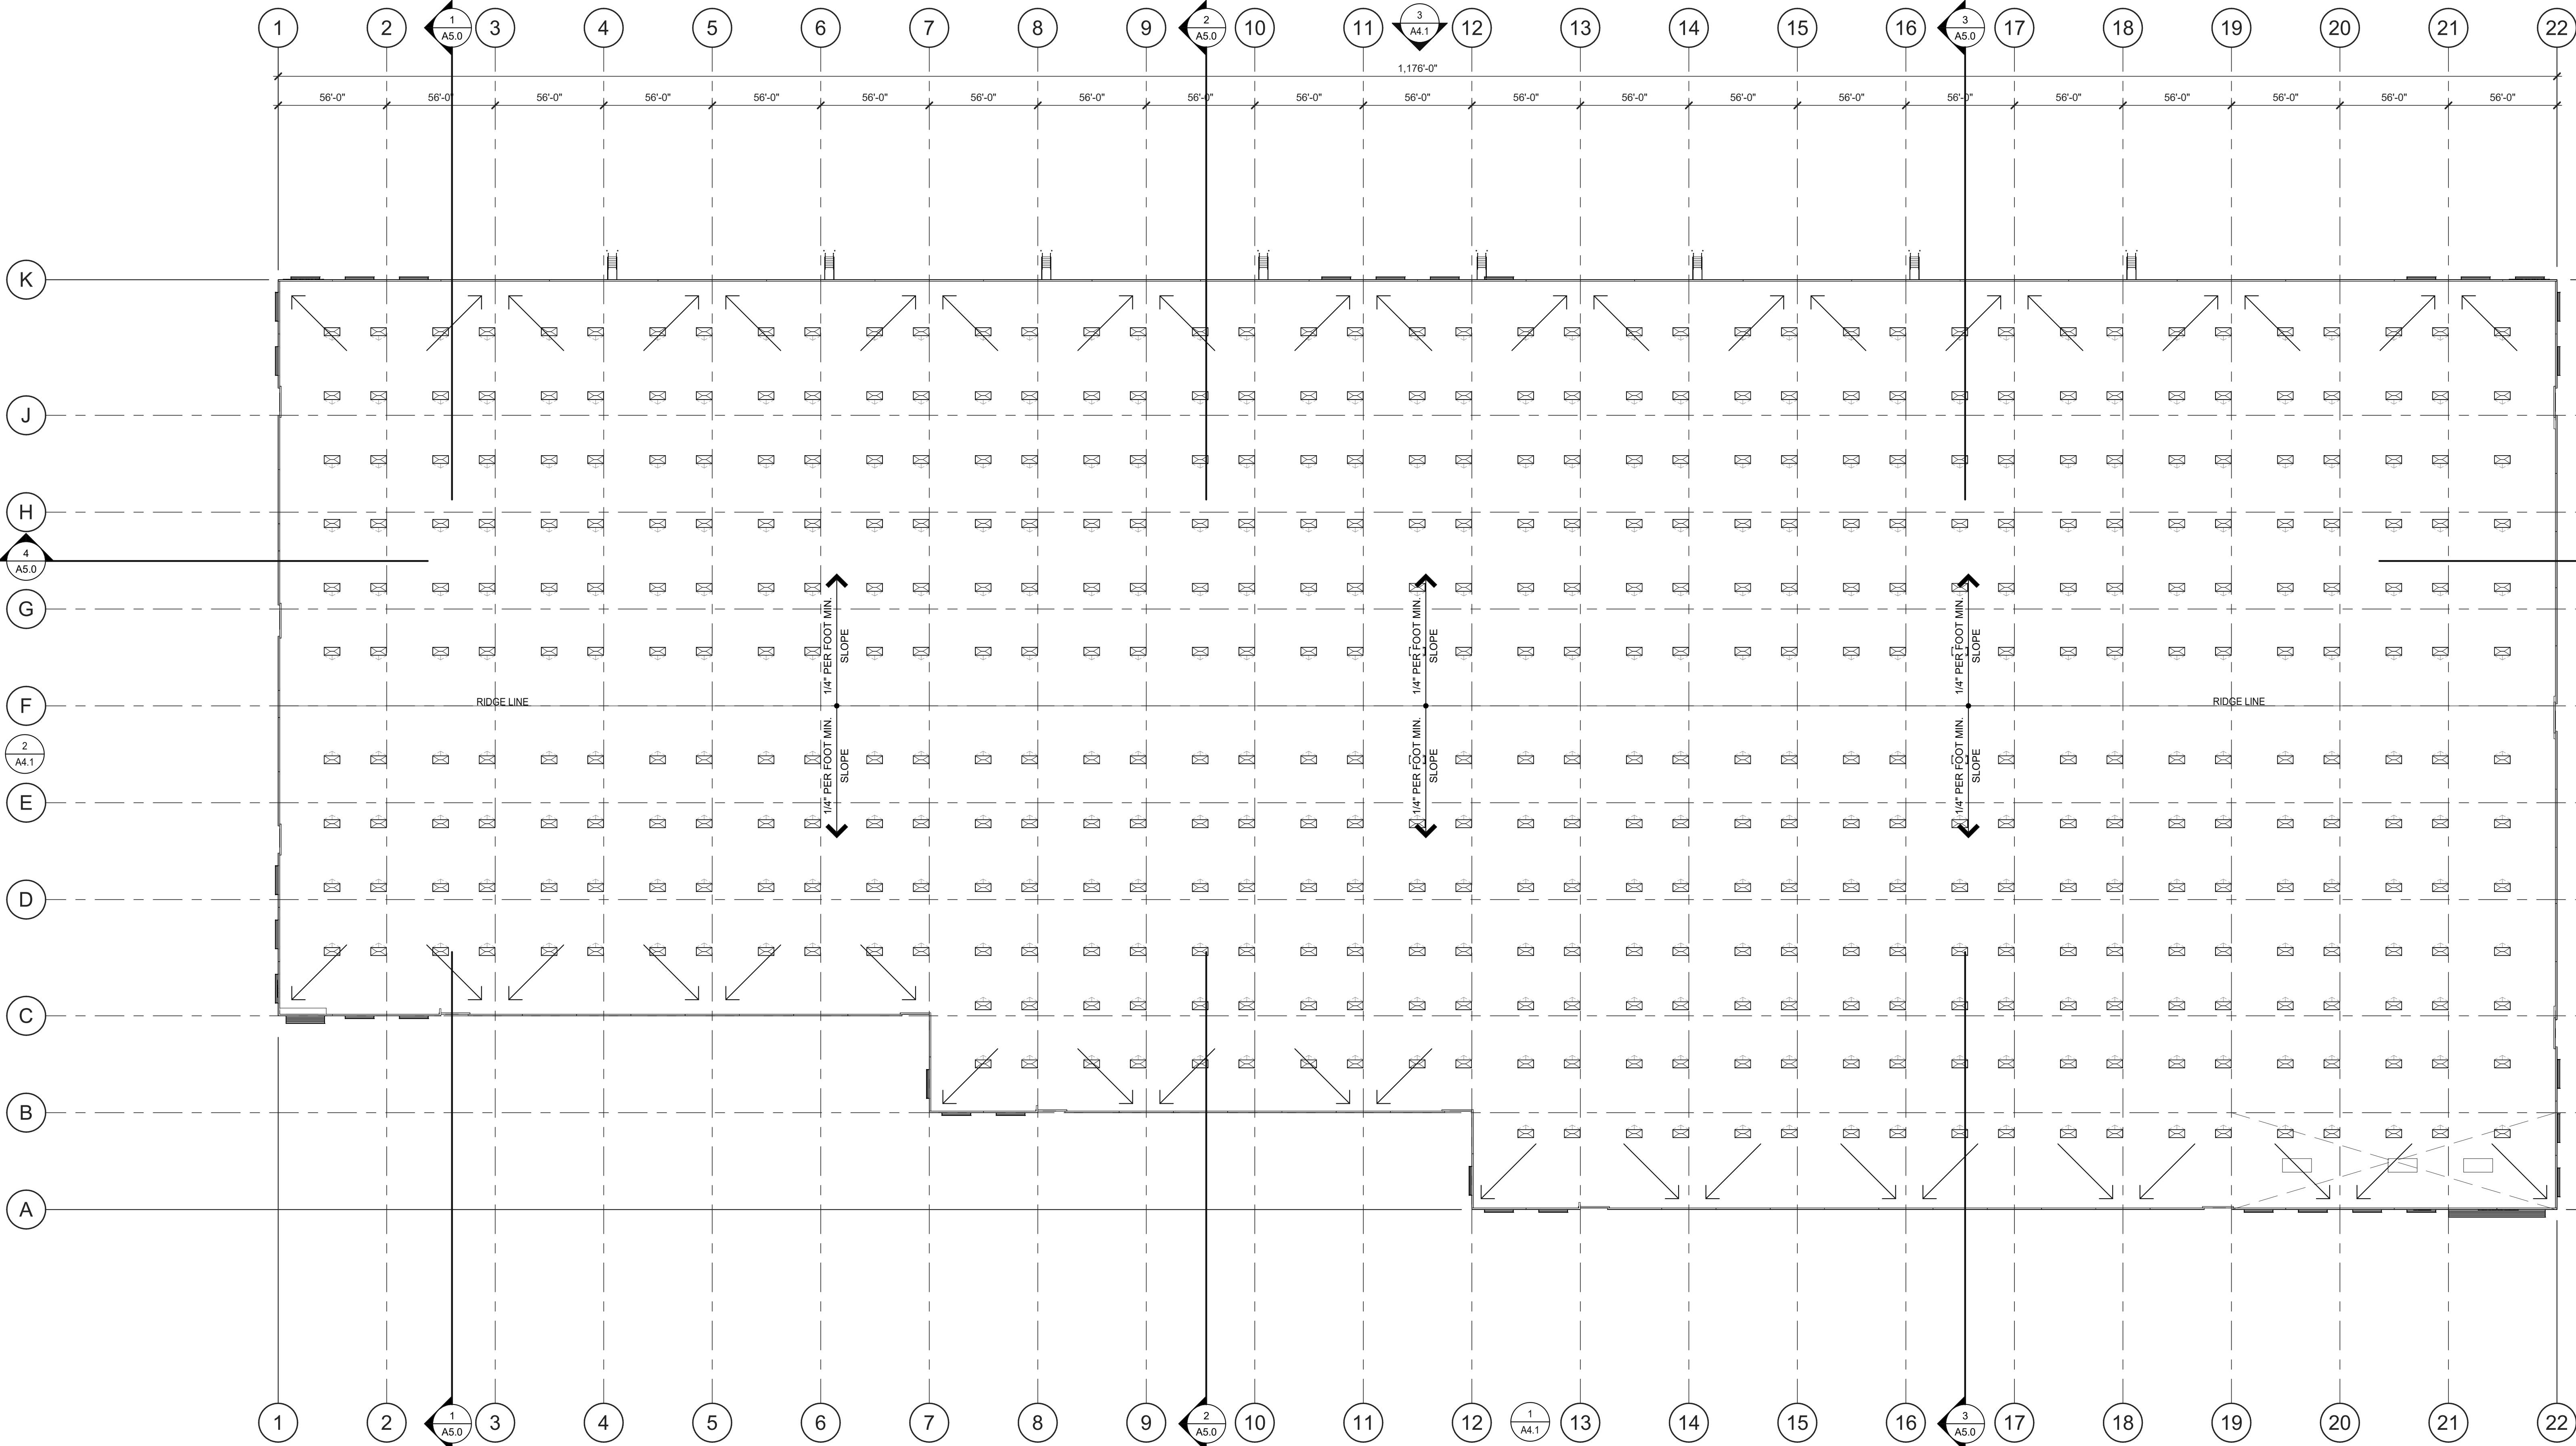 1 2 1 3 4 5 6 7 8 9 2 10 11 3 12 13 14 15 16 3 17 18 19 20 21 22
A5.0 A5.0 A4.1 A5.0
1,176'-0"
56'-0" 56'-0" 56'-0" 56'-0" 56'-0" 56'-0" 56'-0" 56'-0" 56'-0" 56'-0" 56'-0" 56'-0" 56'-0" 56'-0" 56'-0" 56'-0" 56'-0" 56'-0" 56'-0" 56'-0" 56'-0"
K
J
H
4
A5.0
G
1/4" PER FOOT MIN.
SLOPE
1/4" PER FOOT MIN.
SLOPE
1/4" PER FOOT MIN.
SLOPE
F
RIDGE LINE
RIDGE LINE
2
A4.1
1/4" PER FOOT MIN.
SLOPE
1/4" PER FOOT MIN.
SLOPE
1/4" PER FOOT MIN.
SLOPE
E
D
C
B
A
1 2 1 3 4 5 6 7 8 9 2 10 11 12 1 13 14 15 16 3 17 18 19 20 21 22
A5.0 A5.0 A4.1 A5.0